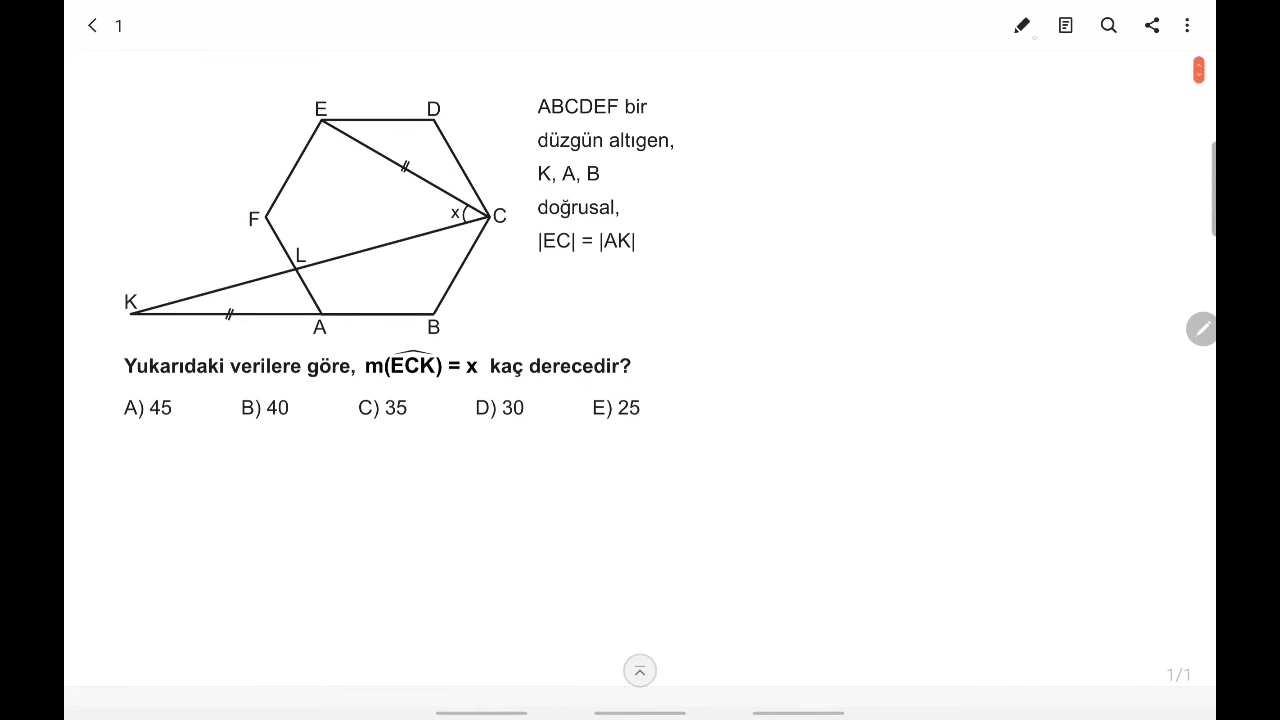 1
E
D
ABCDEF bir
düzgün altıgen,
K, A, B
doğrusal,
|EC| = |AK|
F
x
C
L
K
A
B
Yukarıdaki verilere göre, m(ECK) = x kaç derecedir?
A) 45 B) 40 C) 35 D) 30 E) 25
1/1